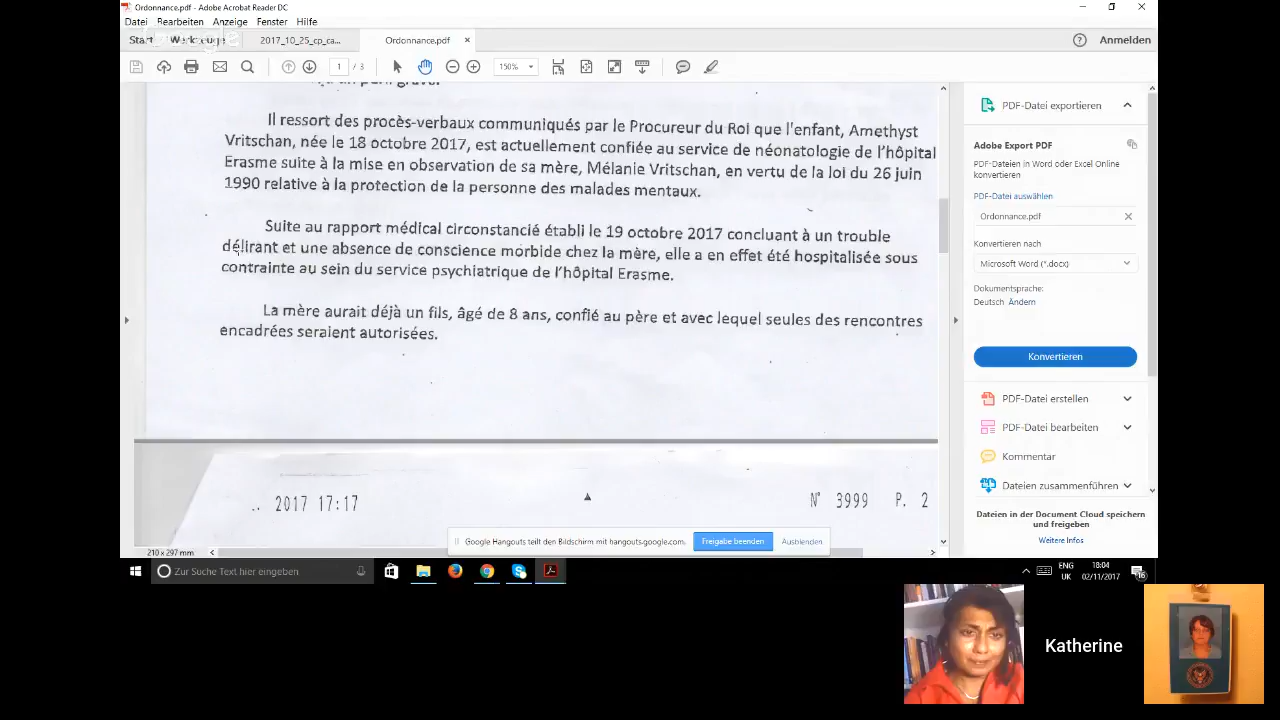 Ordonnance.pdf - Adobe Acrobat Reader DC
Datei Bearbeiten Anzeige Fenster Hilfe
Start Werkzeuge 2017_10_25_cp_ca... Ordonnance.pdf Anmelden
1 / 3 150%
Il ressort des procès-verbaux communiqués par le Procureur du Roi que l'enfant, Amethyst
Vritschan, née le 18 octobre 2017, est actuellement confiée au service de néonatologie de l'hôpital
Erasme suite à la mise en observation de sa mère, Mélanie Vritschan, en vertu de la loi du 26 juin
1990 relative à la protection de la personne des malades mentaux.
Suite au rapport médical circonstancié établi le 19 octobre 2017 concluant à un trouble
délirant et une absence de conscience morbide chez la mère, elle a en effet été hospitalisée sous
contrainte au sein du service psychiatrique de l'hôpital Erasme.
La mère aurait déjà un fils, âgé de 8 ans, confié au père et avec lequel seules des rencontres
encadrées seraient autorisées.
2017 17:17 N° 3999 P. 2
PDF-Datei exportieren
Adobe Export PDF
PDF-Dateien in Word oder Excel Online
konvertieren
PDF-Datei auswählen
Ordonnance.pdf
Konvertieren nach
Microsoft Word (*.docx)
Dokumentsprache:
Deutsch Ändern
Konvertieren
PDF-Datei erstellen
PDF-Datei bearbeiten
Kommentar
Dateien zusammenführen
Dateien in der Document Cloud speichern
und freigeben
Weitere Infos
Google Hangouts teilt den Bildschirm mit hangouts.google.com. Freigabe beenden Ausblenden
210 x 297 mm
Zur Suche Text hier eingeben
ENG
UK
18:04
02/11/2017
16
Katherine